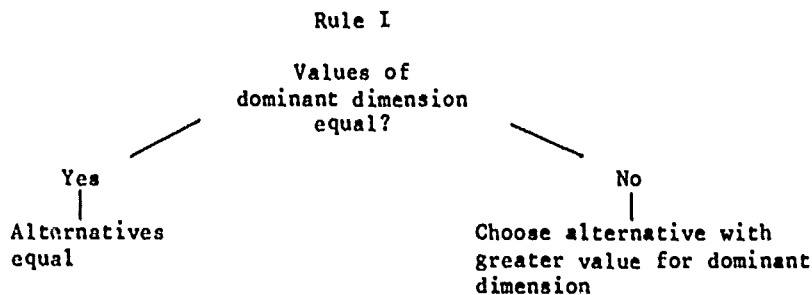 Rule I
Values of
dominant dimension
equal?
Yes
No
Alternatives
equal
Choose alternative with
greater value for dominant
dimension